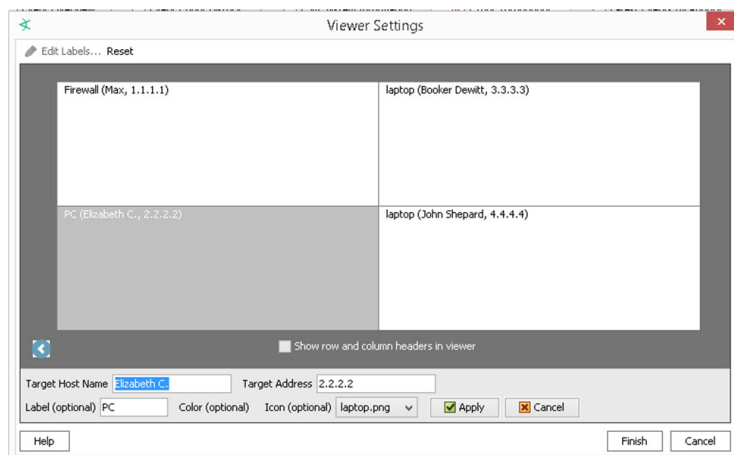 Viewer Settings
Edit Labels... Reset
Firewall (Max, 1.1.1.1)
laptop (Booker Dewitt, 3.3.3.3)
PC (Elizabeth C., 2.2.2.2)
laptop (John Shepard, 4.4.4.4)
Show row and column headers in viewer
Target Host Name Elizabeth C. Target Address 2.2.2.2
Label (optional) PC Color (optional) Icon (optional) laptop.png Apply Cancel
Help Finish Cancel